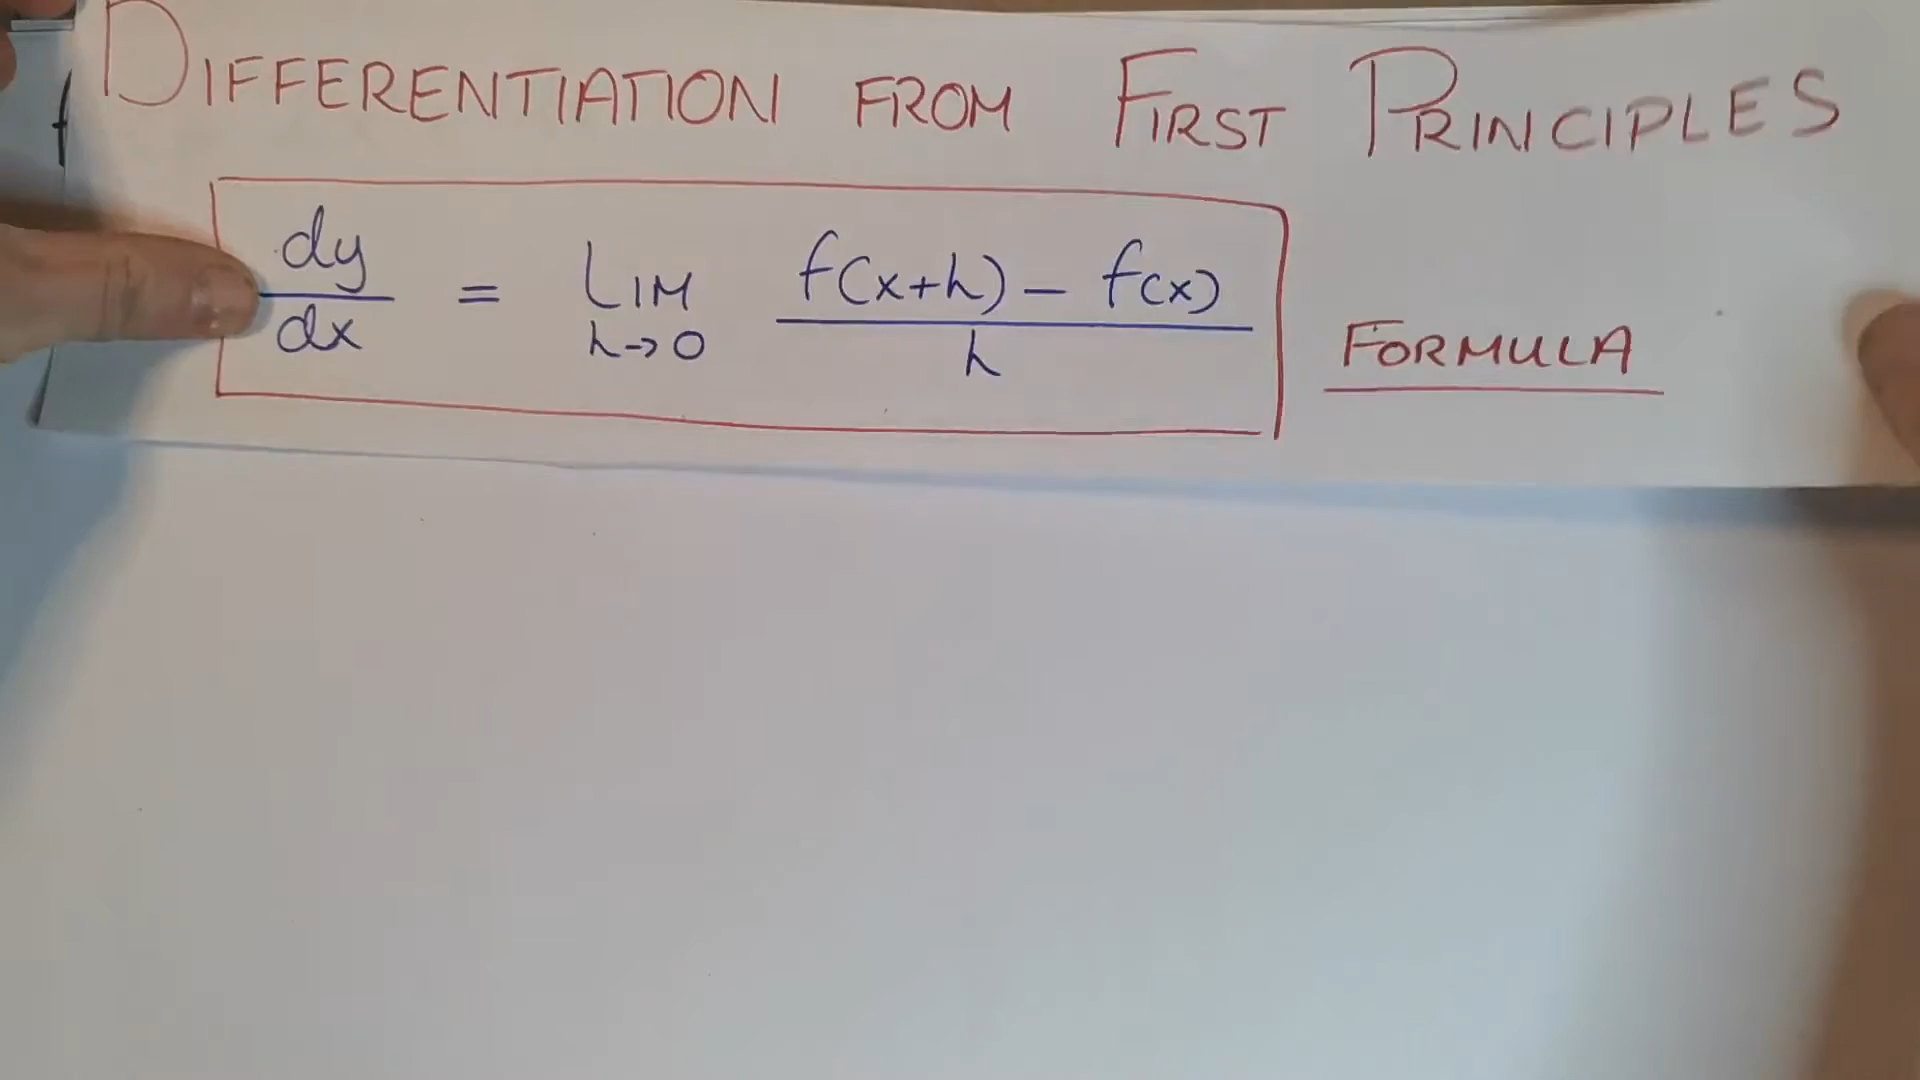 DIFFERENTIATION FROM FIRST PRINCIPLES
dy/dx = LIM h→0 f(x+h) - f(x) / h
FORMULA